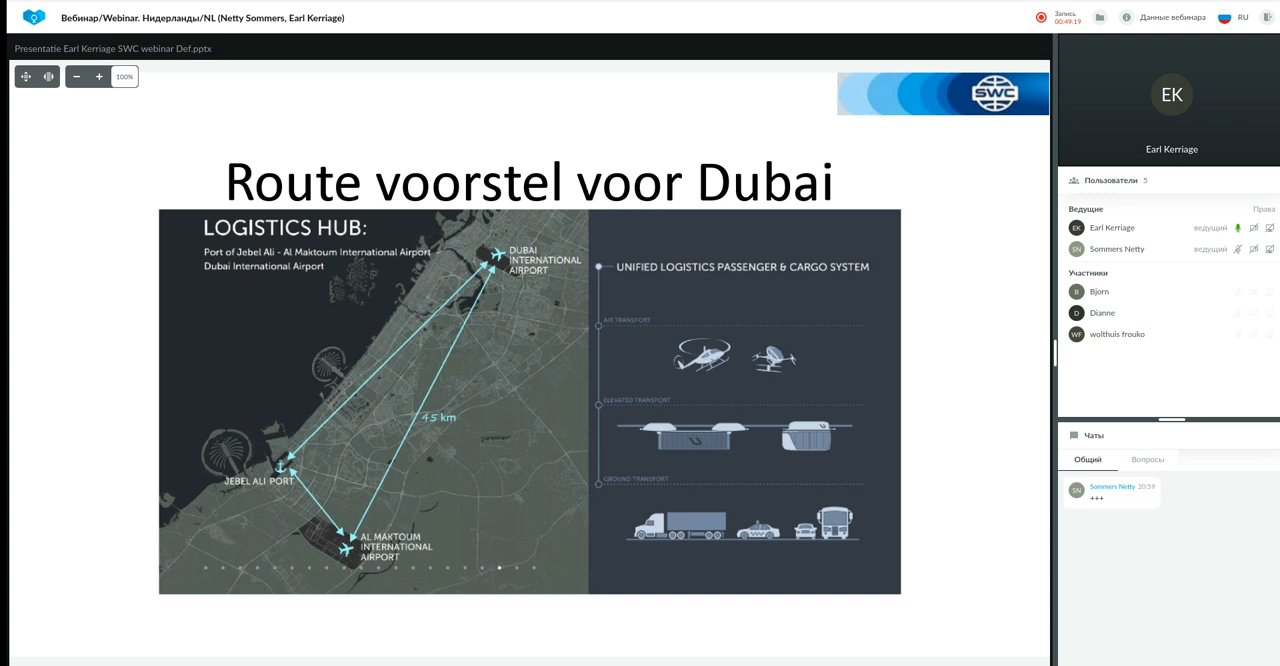 Вебинар/Webinar. Нидерланды/NL (Netty Sommers, Earl Kerriage)
Запись
00:49:19
Данные вебинара
RU
Presentatie Earl Kerriage SWC webinar Def.pptx
100%
SWC
Route voorstel voor Dubai
LOGISTICS HUB:
Port of Jebel Ali - Al Maktoum International Airport
Dubai International Airport
DUBAI
INTERNATIONAL
AIRPORT
45 km
JEBEL ALI PORT
AL MAKTOUM
INTERNATIONAL
AIRPORT
UNIFIED LOGISTICS PASSENGER & CARGO SYSTEM
AIR TRANSPORT
ELEVATED TRANSPORT
GROUND TRANSPORT
EK
Earl Kerriage
Пользователи 5
Ведущие Права
EK Earl Kerriage ведущий
SN Sommers Netty ведущий
Участники
B Bjorn
D Dianne
WF wolthuis frouko
Чаты
Общий Вопросы
SN Sommers Netty 20:59
+++